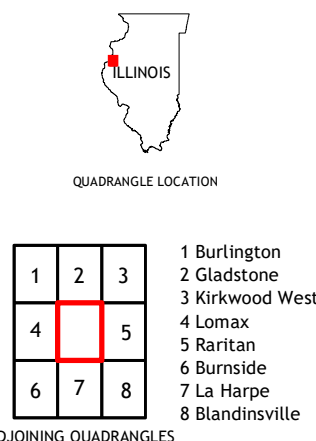 ILLINOIS
QUADRANGLE LOCATION
1 2 3
4 5
6 7 8
1 Burlington
2 Gladstone
3 Kirkwood West
4 Lomax
5 Raritan
6 Burnside
7 La Harpe
8 Blandinsville
DJOINING QUADRANGLES